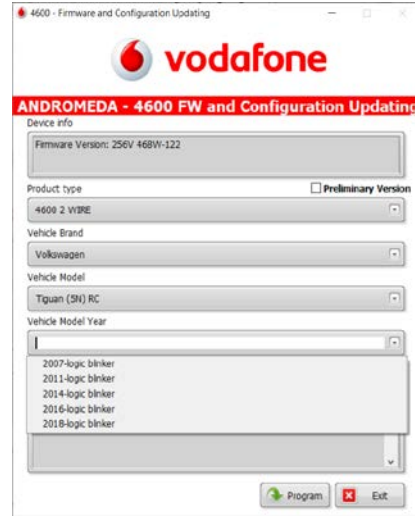 4600 - Firmware and Configuration Updating
vodafone
ANDROMEDA - 4600 FW and Configuration Updating
Device info
Firmware Version: 256V 468W-122
Product type
Preliminary Version
4600 2 WIRE
Vehicle Brand
Volkswagen
Vehicle Model
Tiguan (5N) RC
Vehicle Model Year
2007-logic blinker
2011-logic blinker
2014-logic blinker
2016-logic blinker
2018-logic blinker
Program
Exit